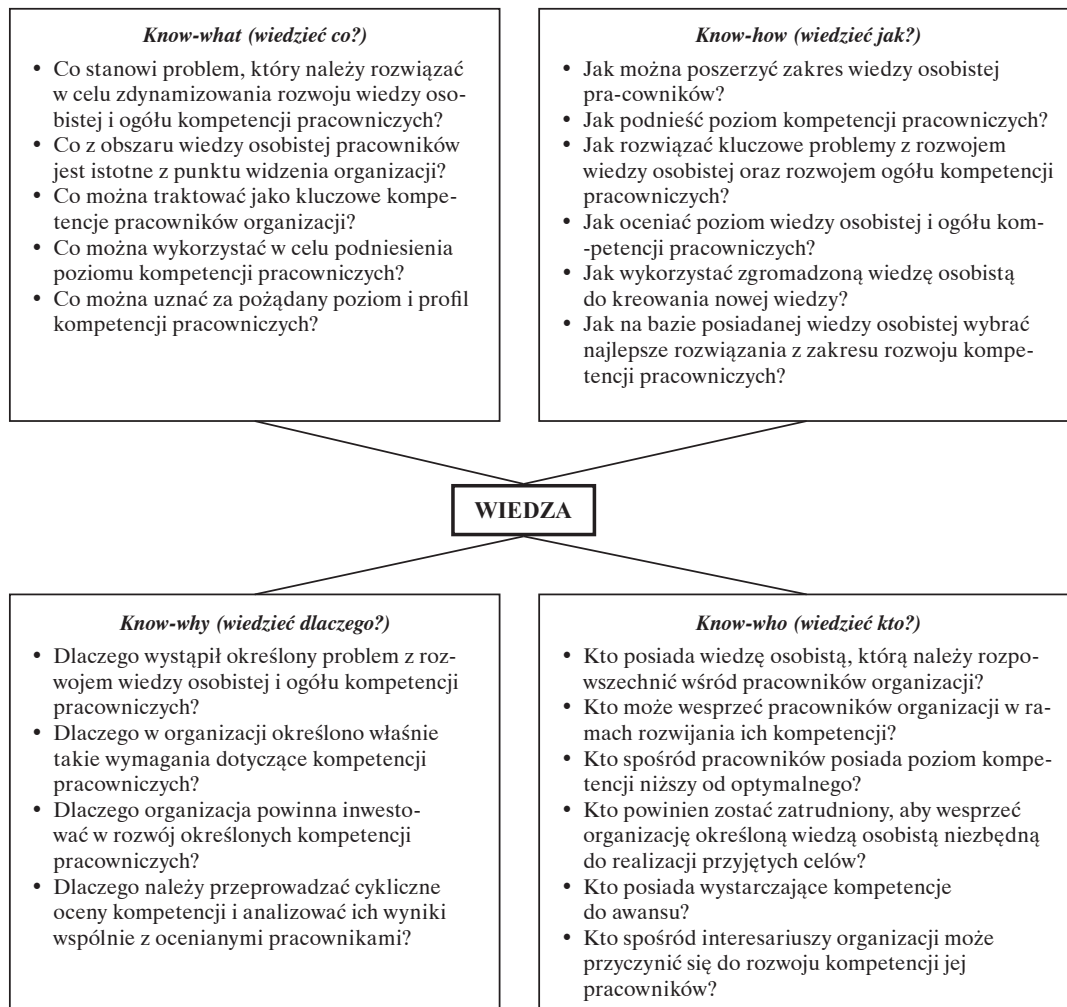 Know-what (wiedzieć co?)
• Co stanowi problem, który należy rozwiązać
w celu zdynamizowania rozwoju wiedzy oso-
bistej i ogółu kompetencji pracowniczych?
• Co z obszaru wiedzy osobistej pracowników
jest istotne z punktu widzenia organizacji?
• Co można traktować jako kluczowe kompe-
tencje pracowników organizacji?
• Co można wykorzystać w celu podniesienia
poziomu kompetencji pracowniczych?
• Co można uznać za pożądany poziom i profil
kompetencji pracowniczych?
Know-how (wiedzieć jak?)
• Jak można poszerzyć zakres wiedzy osobistej
pra-cowników?
• Jak podnieść poziom kompetencji pracowniczych?
• Jak rozwiązać kluczowe problemy z rozwojem
wiedzy osobistej oraz rozwojem ogółu kompetencji
pracowniczych?
• Jak oceniać poziom wiedzy osobistej i ogółu kom-
-petencji pracowniczych?
• Jak wykorzystać zgromadzoną wiedzę osobistą
do kreowania nowej wiedzy?
• Jak na bazie posiadanej wiedzy osobistej wybrać
najlepsze rozwiązania z zakresu rozwoju kompe-
tencji pracowniczych?
WIEDZA
Know-why (wiedzieć dlaczego?)
• Dlaczego wystąpił określony problem z roz-
wojem wiedzy osobistej i ogółu kompetencji
pracowniczych?
• Dlaczego w organizacji określono właśnie
takie wymagania dotyczące kompetencji
pracowniczych?
• Dlaczego organizacja powinna inwesto-
wać w rozwój określonych kompetencji
pracowniczych?
• Dlaczego należy przeprowadzać cykliczne
oceny kompetencji i analizować ich wyniki
wspólnie z ocenianymi pracownikami?
Know-who (wiedzieć kto?)
• Kto posiada wiedzę osobistą, którą należy rozpo-
wszechnić wśród pracowników organizacji?
• Kto może wesprzeć pracowników organizacji w ra-
mach rozwijania ich kompetencji?
• Kto spośród pracowników posiada poziom kompe-
tencji niższy od optymalnego?
• Kto powinien zostać zatrudniony, aby wesprzeć
organizację określoną wiedzą osobistą niezbędną
do realizacji przyjętych celów?
• Kto posiada wystarczające kompetencje
do awansu?
• Kto spośród interesariuszy organizacji może
przyczynić się do rozwoju kompetencji jej
pracowników?